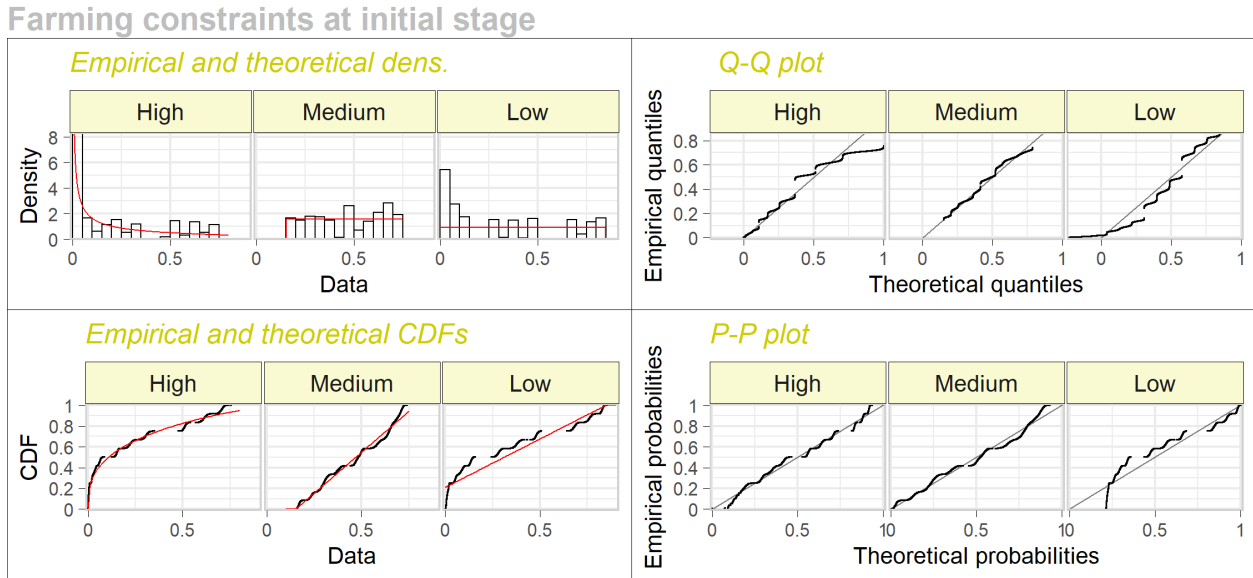 Farming constraints at initial stage
Empirical and theoretical dens.
High Medium Low
Density
8
6
4
2
0
0 0.5 0 0.5 0 0.5
Data
Q-Q plot
High Medium Low
Empirical quantiles
0.8
0.6
0.4
0.2
0
0 0.5 1 0 0.5 1 0 0.5 1
Theoretical quantiles
Empirical and theoretical CDFs
High Medium Low
CDF
1
0.8
0.6
0.4
0.2
0
0 0.5 0 0.5 0 0.5
Data
P-P plot
High Medium Low
Empirical probabilities
1
0.8
0.6
0.4
0.2
0
0 0.5 10 0.5 10 0.5 1
Theoretical probabilities